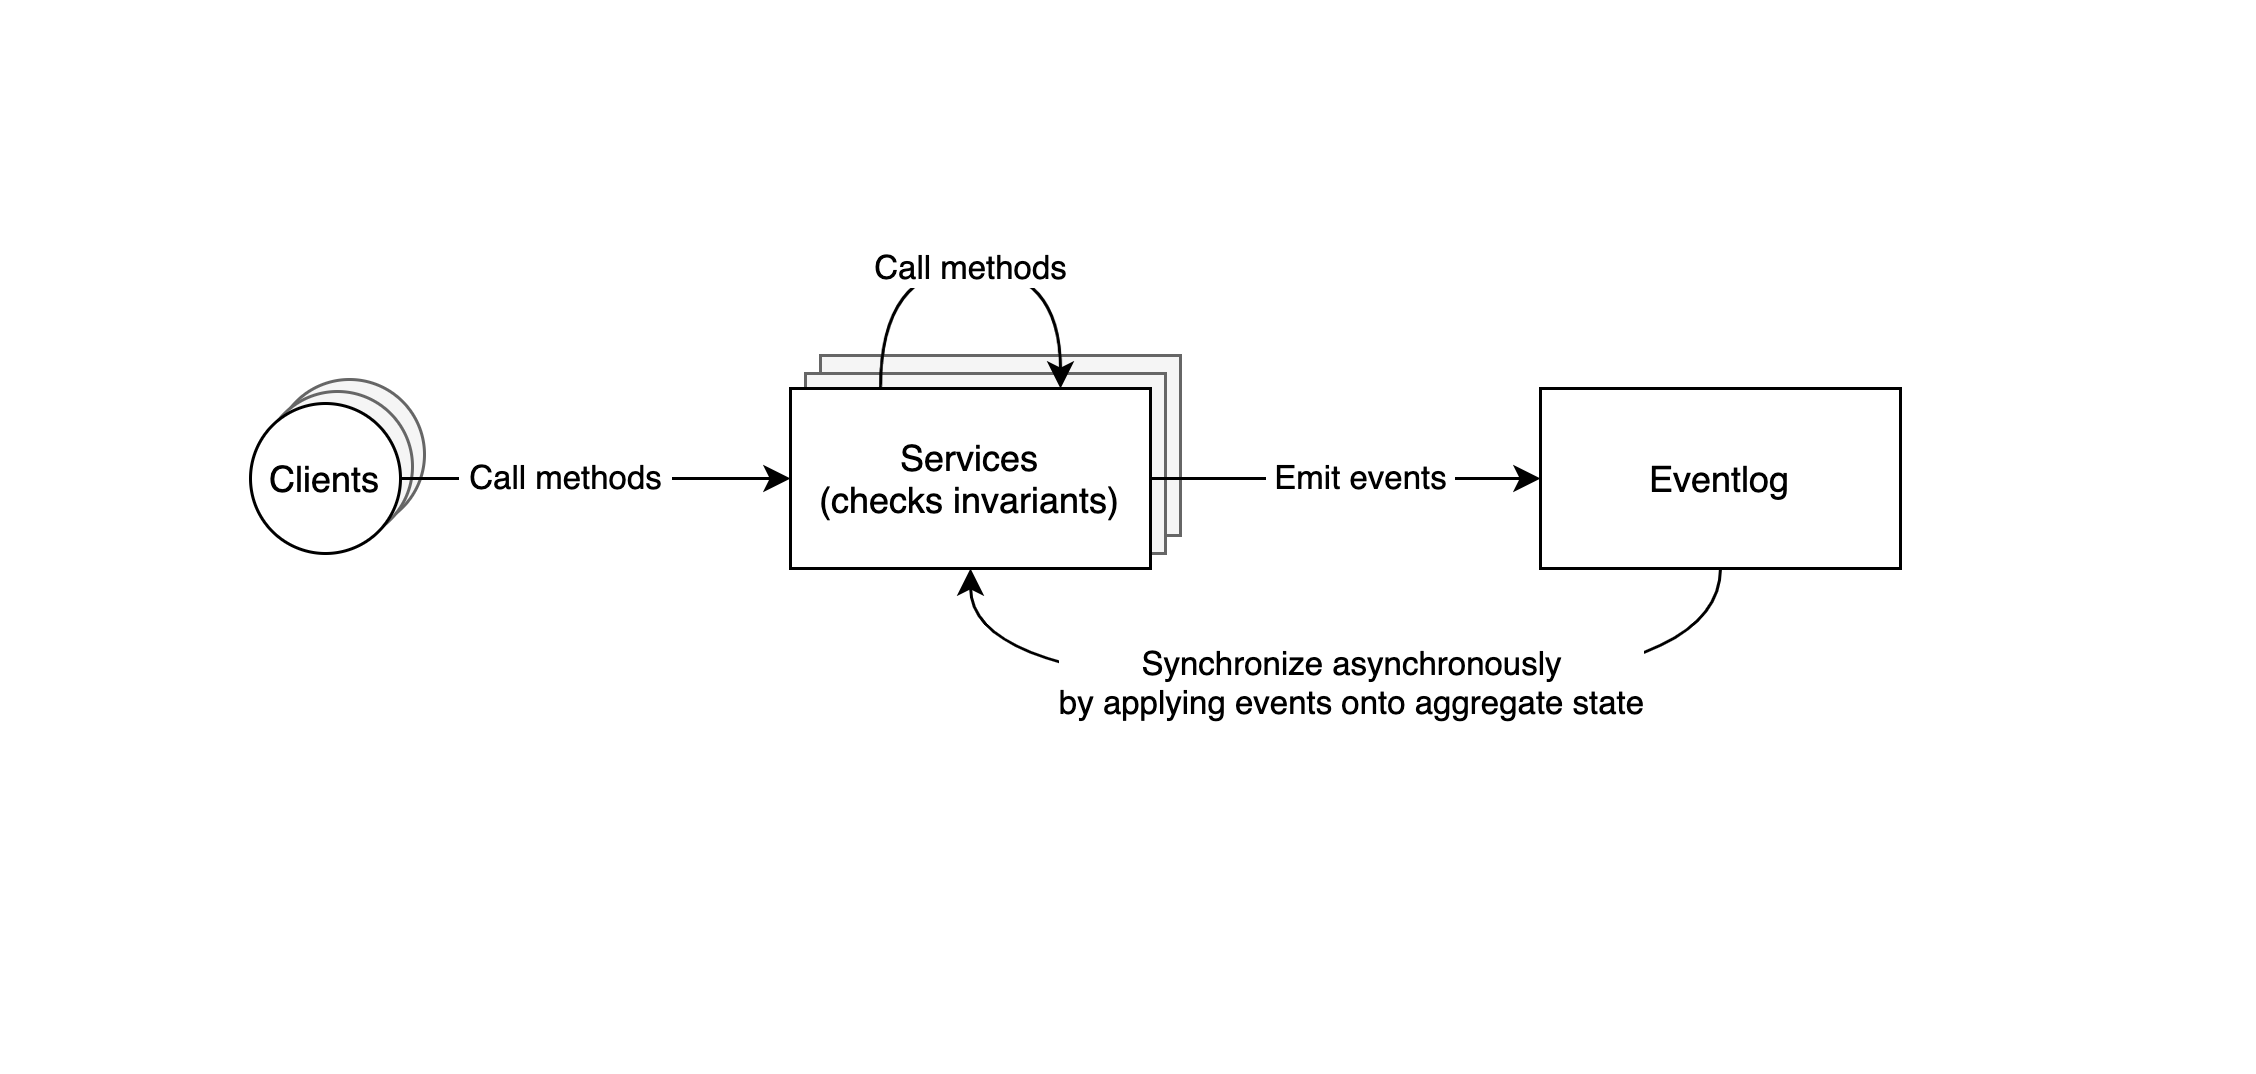 Call methods
Clients
Call methods
Services
(checks invariants)
Emit events
Eventlog
Synchronize asynchronously
by applying events onto aggregate state